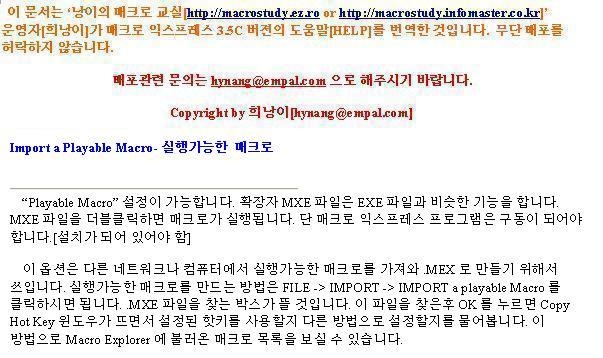 이 문서는 ‘낭이의 매크로 교실[http://macrostudy.ez.ro or http://macrostudy.infomaster.co.kr]’
운영자[희낭이]가 매크로 익스프레스 3.5C 버젼의 도움말[HELP]를 번역한 것입니다. 무단 배포를
허락하지 않습니다.
배포관련 문의는 hynang@empal.com 으로 해주시기 바랍니다.
Copyright by 희낭이[hynang@empal.com]
Import a Playable Macro- 실행가능한 매크로
“Playable Macro” 설정이 가능합니다. 확장자 MXE 파일은 EXE 파일과 비슷한 기능을 합니다.
MXE 파일을 더블클릭하면 매크로가 실행됩니다. 단 매크로 익스프레스 프로그램은 구동이 되어야
합니다.[설치가 되어 있어야 함]
이 옵션은 다른 네트워크나 컴퓨터에서 실행가능한 매크로를 가져와 .MEX 로 만들기 위해서
쓰입니다. 실행가능한 매크로를 만드는 방법은 FILE -> IMPORT -> IMPORT a playable Macro 를
클릭하시면 됩니다. .MXE 파일을 찾는 박스가 뜰 것입니다. 이 파일을 찾은후 OK 를 누르면 Copy
Hot Key 윈도우가 뜨면서 설정된 핫키를 사용할지 다른 방법으로 설정할지를 물어봅니다. 이
방법으로 Macro Explorer 에 불러온 매크로 목록을 보실 수 있습니다.